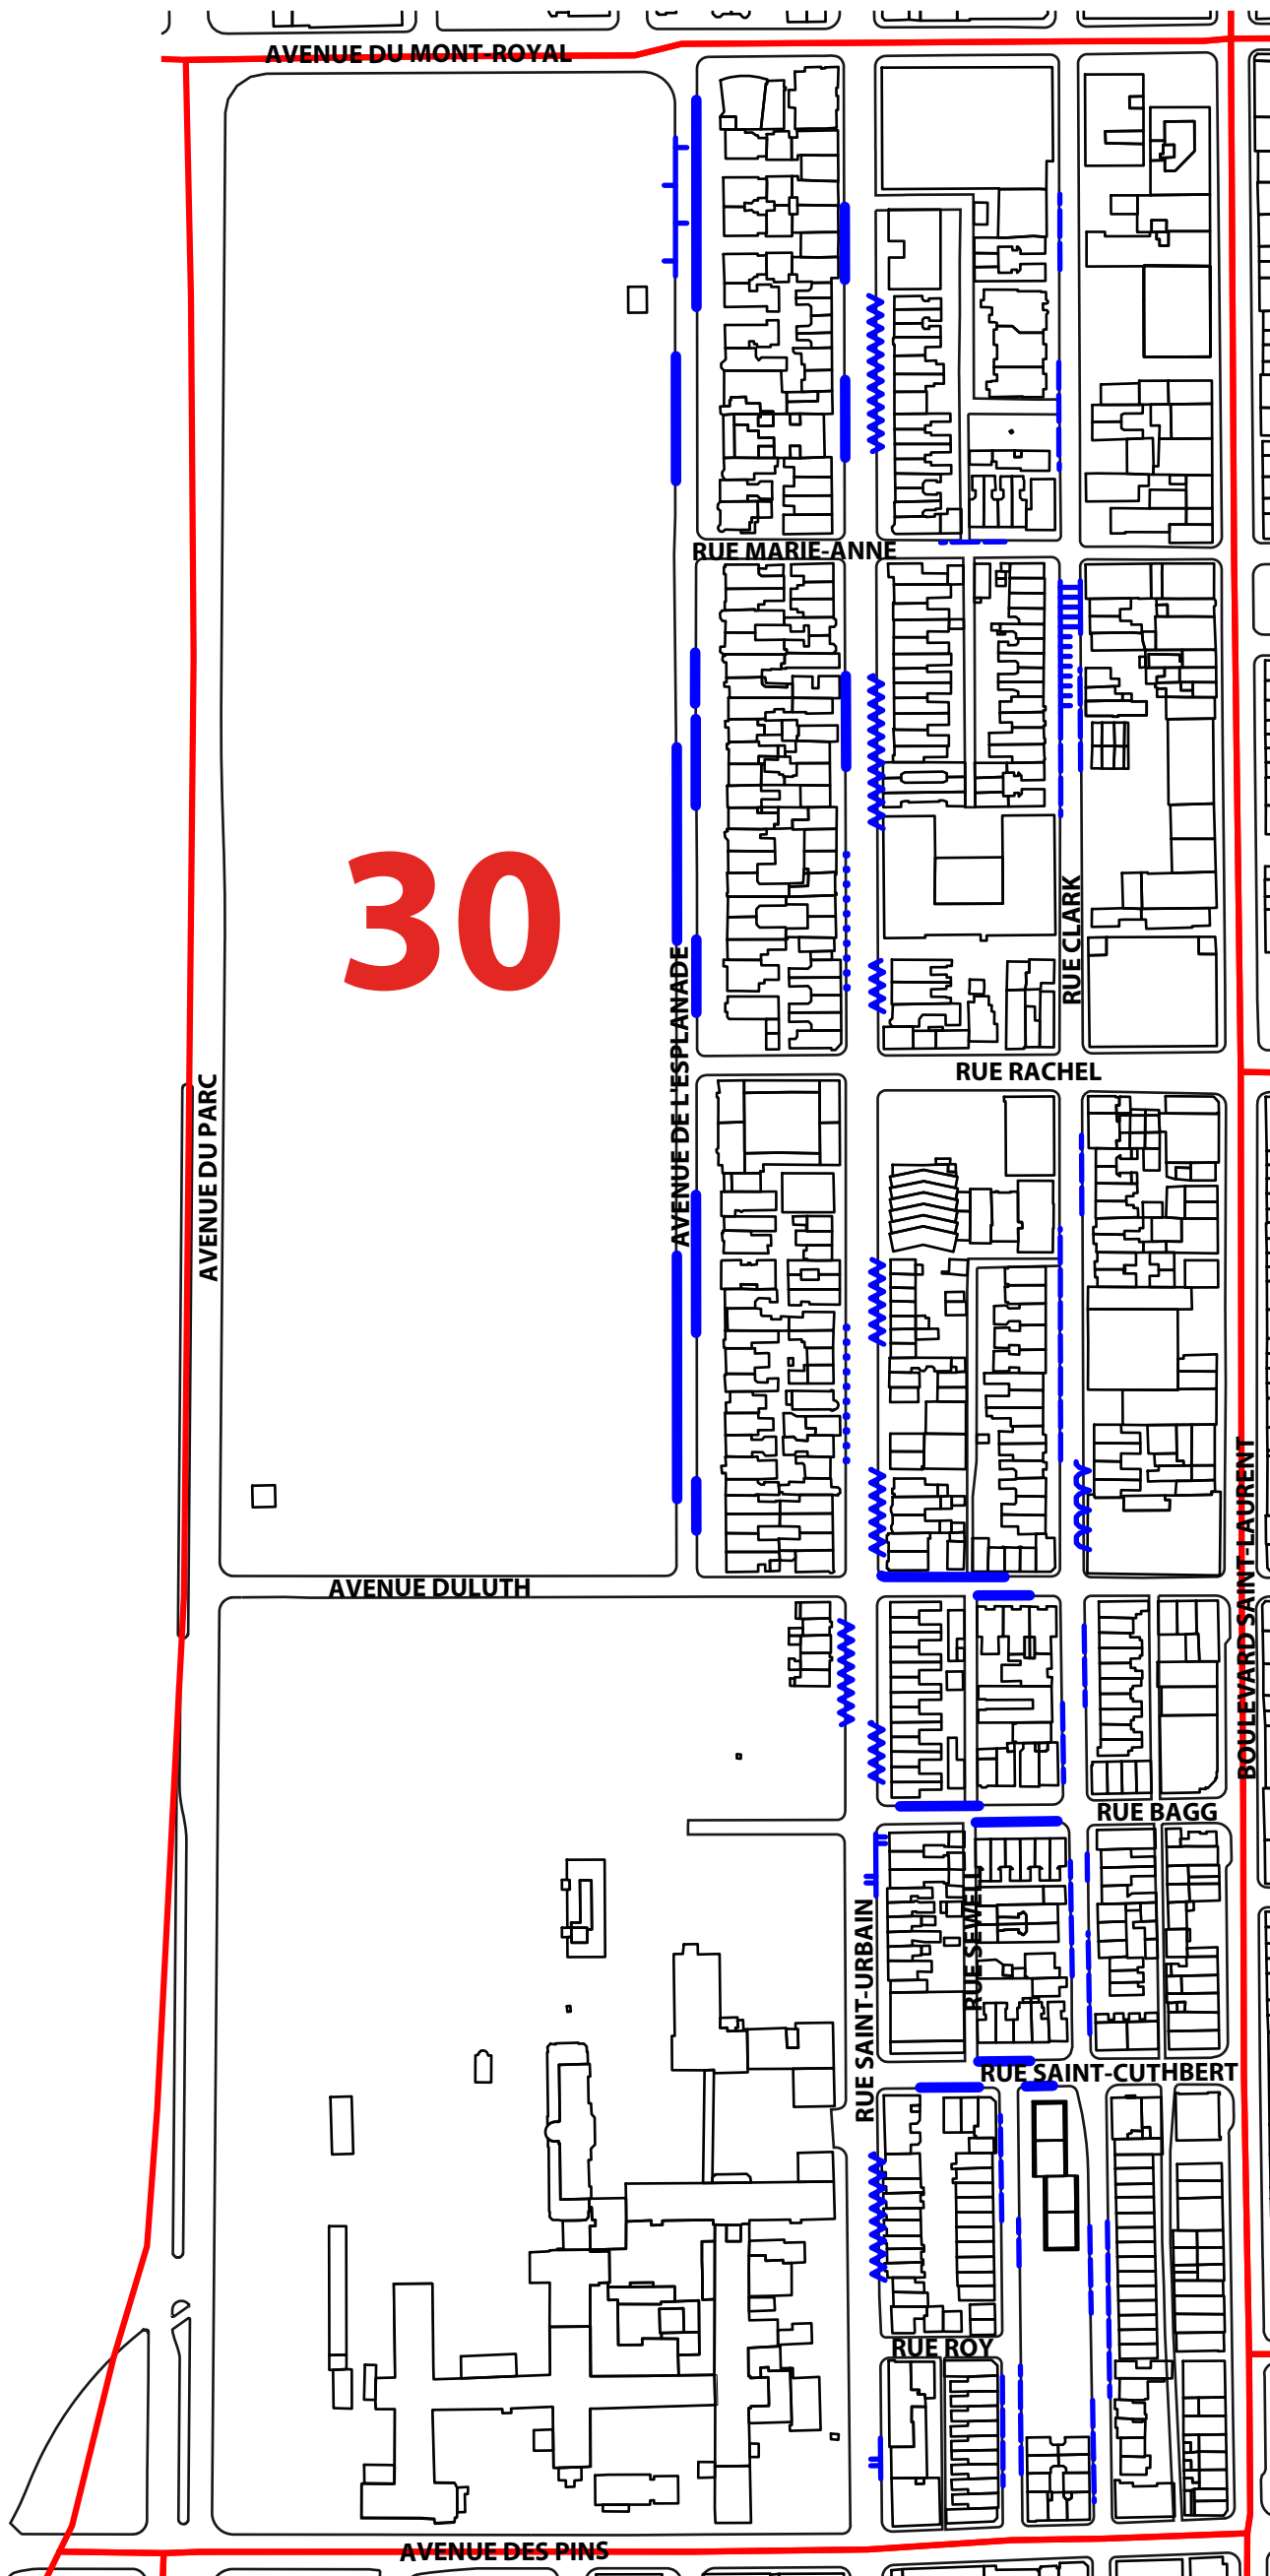 AVENUE DU MONT-ROYAL
RUE MARIE-ANNE
30
RUE CLARK
AVENUE DE L'ESPLANADE
RUE RACHEL
AVENUE DU PARC
BOULEVARD SAINT-LAURENT
AVENUE DULUTH
RUE BAGG
RUE SEWELL
RUE SAINT-URBAIN
RUE SAINT-CUTHBERT
RUE ROY
AVENUE DES PINS